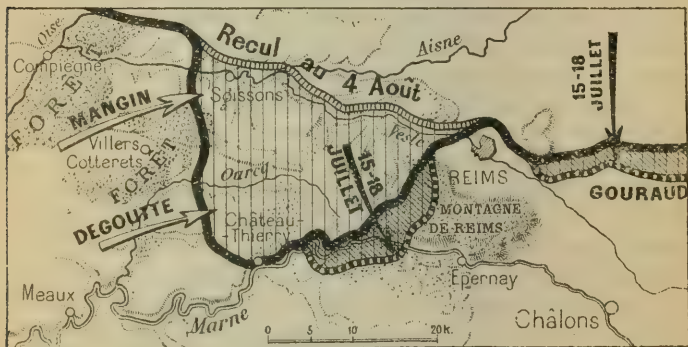 Oise
Compiègne
FORÊT
MANGIN
Villers
Cotterets
FORÊT
DEGOUTTE
Meaux
Marne
Recul au 4 Août
Aisne
Soissons
Vesle
Ourcq
15-18
JUILLET
Château-
Thierry
REIMS
MONTAGNE
DE REIMS
Epernay
15-18
JUILLET
GOURAUD
Châlons
0 5 10 20 k.